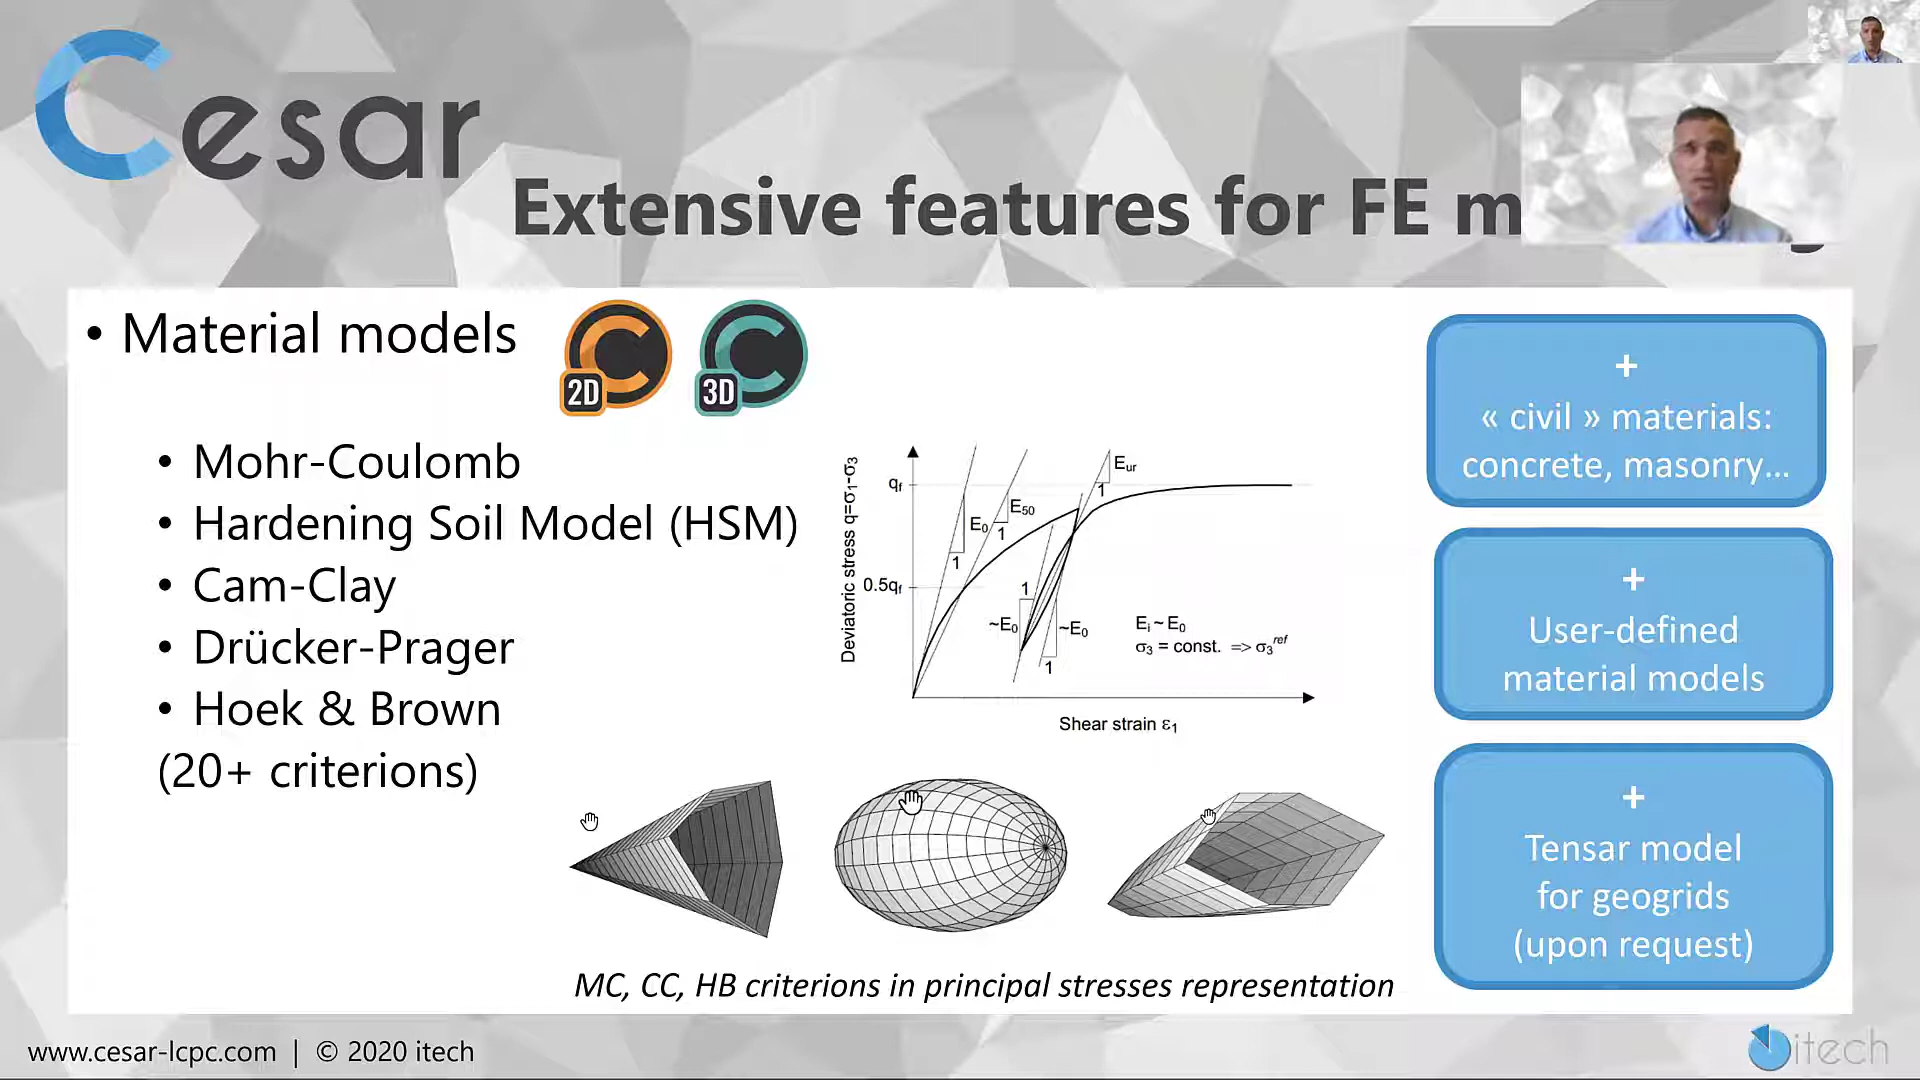 Cesar
Extensive features for FE m
• Material models
2D
3D
• Mohr-Coulomb
• Hardening Soil Model (HSM)
• Cam-Clay
• Drücker-Prager
• Hoek & Brown
(20+ criterions)
Deviatoric stress q=σ1-σ3
qf
0.5qf
E0
1
E50
1
Eur
1
1
~E0
~E0
1
Ei ~ E0
σ3 = const. => σ3ref
Shear strain ε1
MC, CC, HB criterions in principal stresses representation
+
« civil » materials:
concrete, masonry...
+
User-defined
material models
+
Tensar model
for geogrids
(upon request)
www.cesar-lcpc.com | © 2020 itech
itech